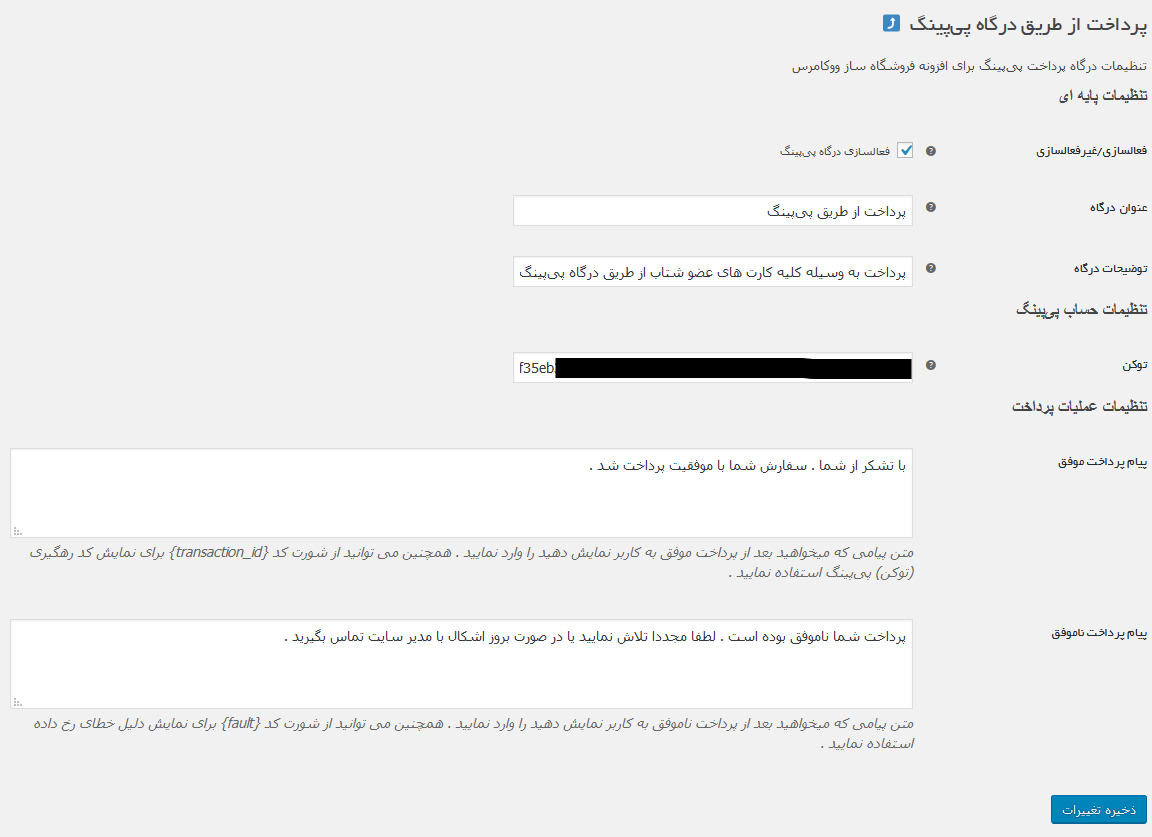 پرداخت از طریق درگاه پی‌پینگ ⤴
تنظیمات درگاه پرداخت پی‌پینگ برای افزونه فروشگاه ساز ووکامرس
تنظیمات پایه ای
فعالسازی/غیرفعالسازی
فعالسازی درگاه پی‌پینگ
عنوان درگاه
پرداخت از طریق پی‌پینگ
توضیحات درگاه
پرداخت به وسیله کلیه کارت های عضو شتاب از طریق درگاه پی‌پینگ
تنظیمات حساب پی‌پینگ
توکن
f35eb
تنظیمات عملیات پرداخت
پیام پرداخت موفق
با تشکر از شما . سفارش شما با موفقیت پرداخت شد .
متن پیامی که میخواهید بعد از پرداخت موفق به کاربر نمایش دهید را وارد نمایید . همچنین می توانید از شورت کد {transaction_id} برای نمایش کد رهگیری
(توکن) پی‌پینگ استفاده نمایید .
پیام پرداخت ناموفق
پرداخت شما ناموفق بوده است . لطفا مجددا تلاش نمایید یا در صورت بروز اشکال با مدیر سایت تماس بگیرید .
متن پیامی که میخواهید بعد از پرداخت ناموفق به کاربر نمایش دهید را وارد نمایید . همچنین می توانید از شورت کد {fault} برای نمایش دلیل خطای رخ داده
استفاده نمایید .
ذخیره تغییرات